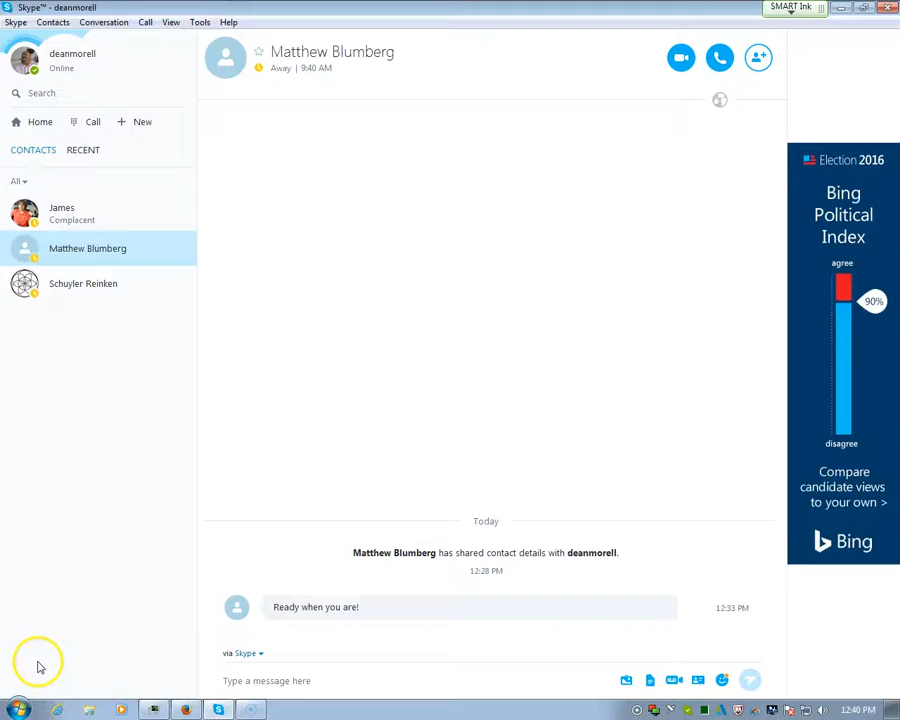 Skype™ - deanmorell
SMART Ink
Skype Contacts Conversation Call View Tools Help
deanmorell
Online
Search
Home Call New
CONTACTS RECENT
All
James
Complacent
Matthew Blumberg
Schuyler Reinken
Matthew Blumberg
Away | 9:40 AM
Today
Matthew Blumberg has shared contact details with deanmorell.
12:28 PM
Ready when you are!
12:33 PM
via Skype
Type a message here
Election 2016
Bing
Political
Index
agree
90%
disagree
Compare
candidate views
to your own >
Bing
12:40 PM